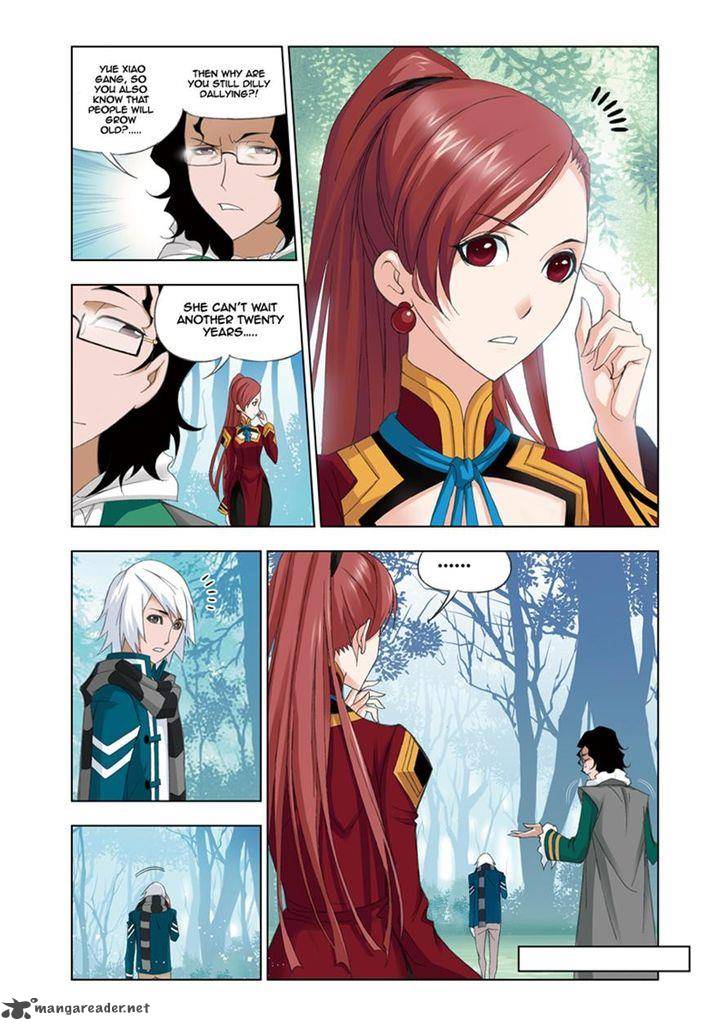 YUE XIAO
GANG, SO
YOU ALSO
KNOW THAT
PEOPLE WILL
GROW
OLD?.....
THEN WHY ARE
YOU STILL DILLY
DALLYING?!
SHE CAN'T WAIT
ANOTHER TWENTY
YEARS.....
......
mangareader.net